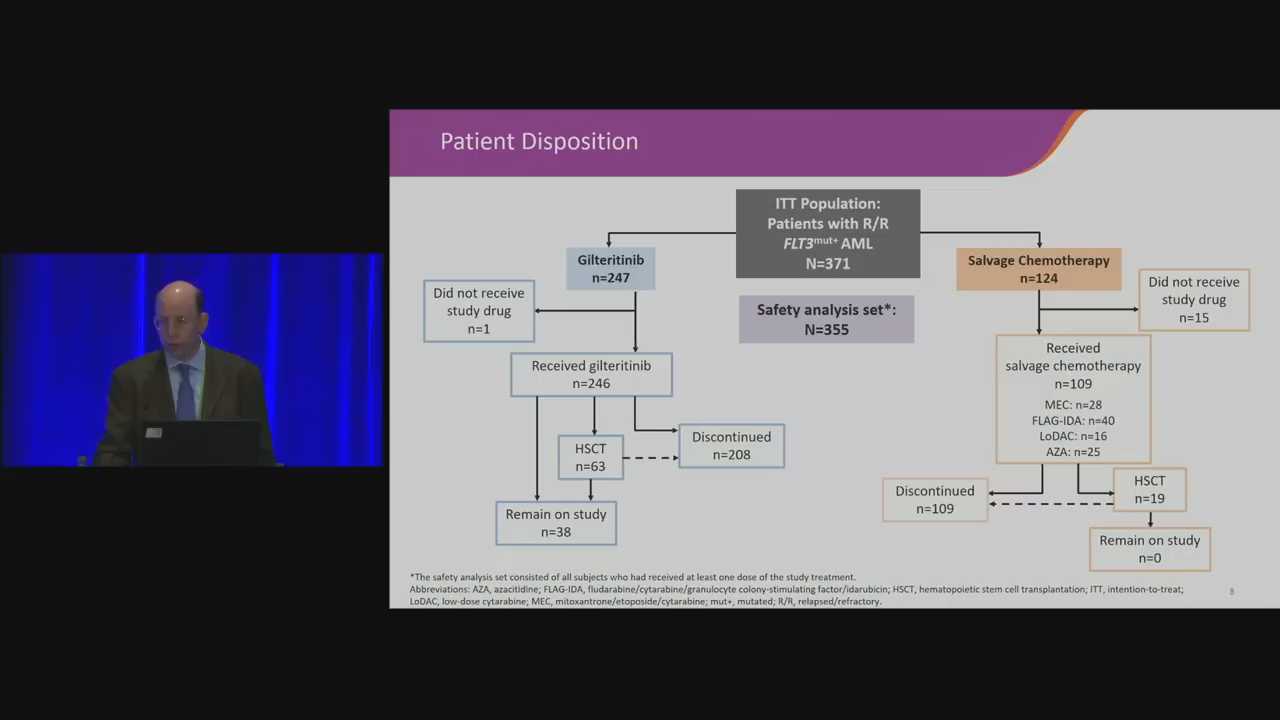 Patient Disposition
ITT Population:
Patients with R/R
FLT3mut+ AML
N=371
Gilteritinib
n=247
Salvage Chemotherapy
n=124
Did not receive
study drug
n=1
Safety analysis set*:
N=355
Did not receive
study drug
n=15
Received gilteritinib
n=246
Received
salvage chemotherapy
n=109
MEC: n=28
FLAG-IDA: n=40
LoDAC: n=16
AZA: n=25
HSCT
n=63
Discontinued
n=208
Discontinued
n=109
HSCT
n=19
Remain on study
n=38
Remain on study
n=0
*The safety analysis set consisted of all subjects who had received at least one dose of the study treatment.
Abbreviations: AZA, azacitidine; FLAG-IDA, fludarabine/cytarabine/granulocyte colony-stimulating factor/idarubicin; HSCT, hematopoietic stem cell transplantation; ITT, intention-to-treat;
LoDAC, low-dose cytarabine; MEC, mitoxantrone/etoposide/cytarabine; mut+, mutated; R/R, relapsed/refractory.
8